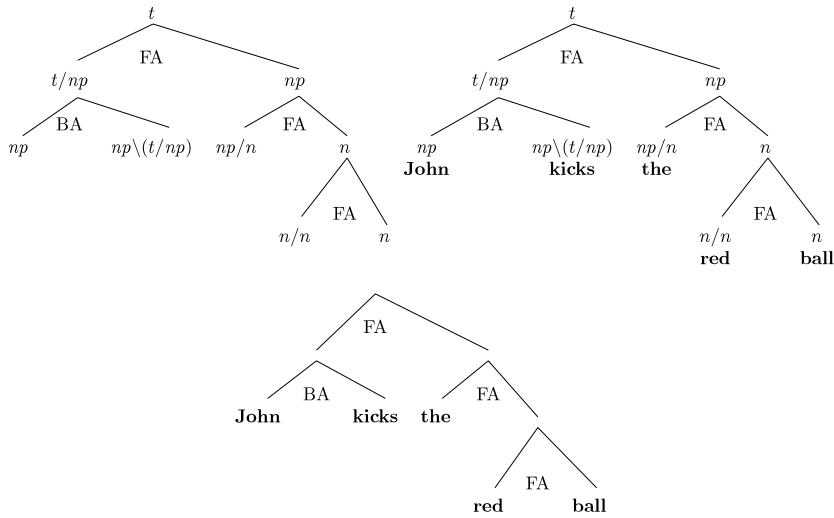 t t
FA FA
t/np np t/np np
BA FA BA FA
np np\(t/np) np/n n np np\(t/np) np/n n
John kicks the
FA FA
n/n n n/n n
red ball
FA
BA FA
John kicks the
FA
red ball